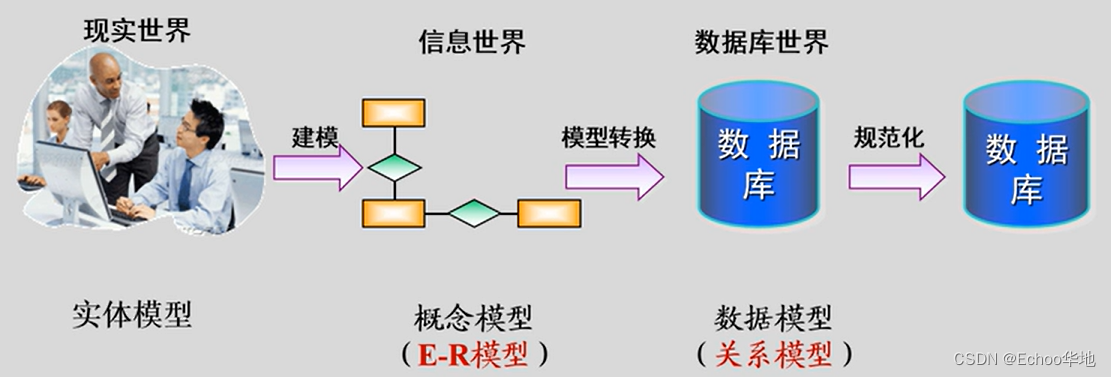 现实世界
信息世界
数据库世界
建模
模型转换
规范化
数 据
库
数 据
库
实体模型
概念模型
（E-R模型）
数据模型
（关系模型）
CSDN @Echoo华地